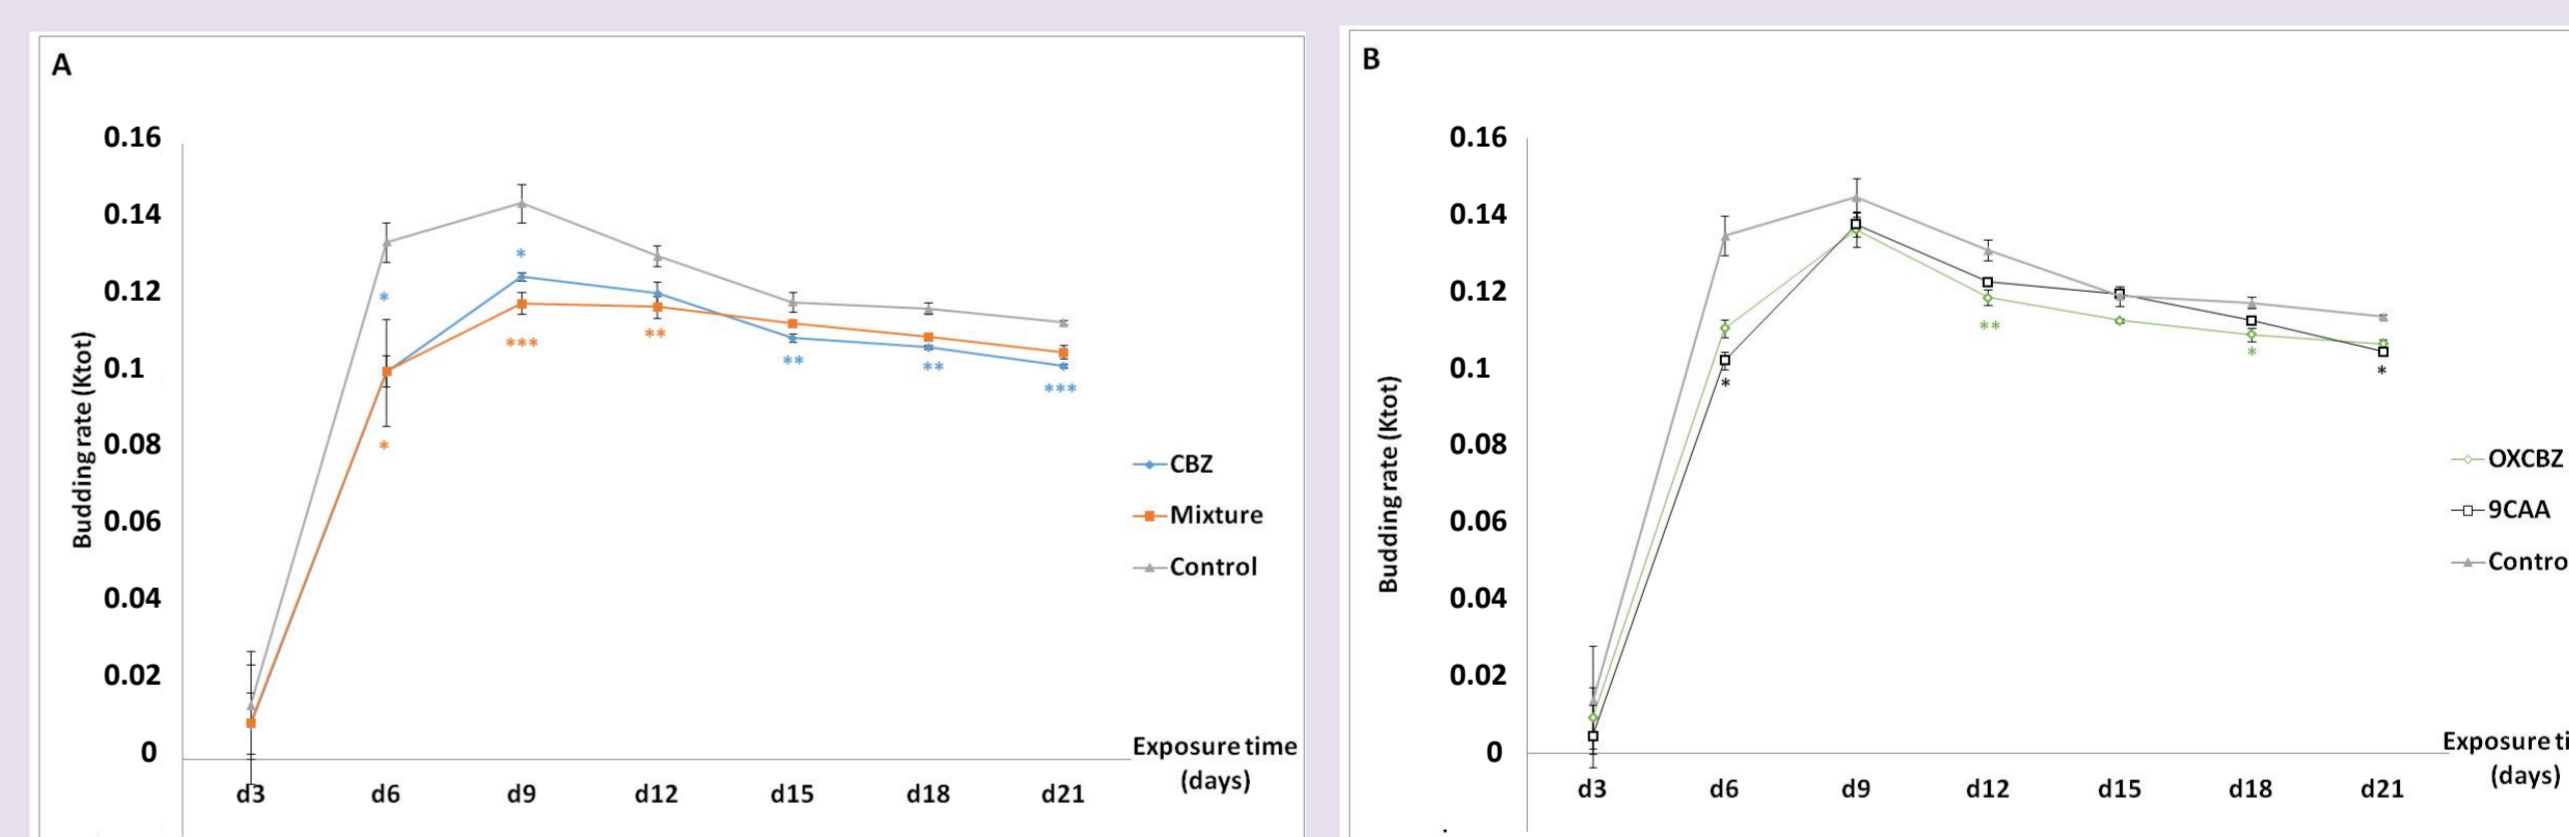 A
Budding rate (Ktot)
0.16
0.14
0.12
0.1
0.08
0.06
0.04
0.02
0
*
*
*
***
**
**
**
***
d3 d6 d9 d12 d15 d18 d21
Exposure time
(days)
CBZ
Mixture
Control
B
Budding rate (Ktot)
0.16
0.14
0.12
0.1
0.08
0.06
0.04
0.02
0
*
**
*
*
d3 d6 d9 d12 d15 d18 d21
Exposure ti
(days)
OXCBZ
9CAA
Contro